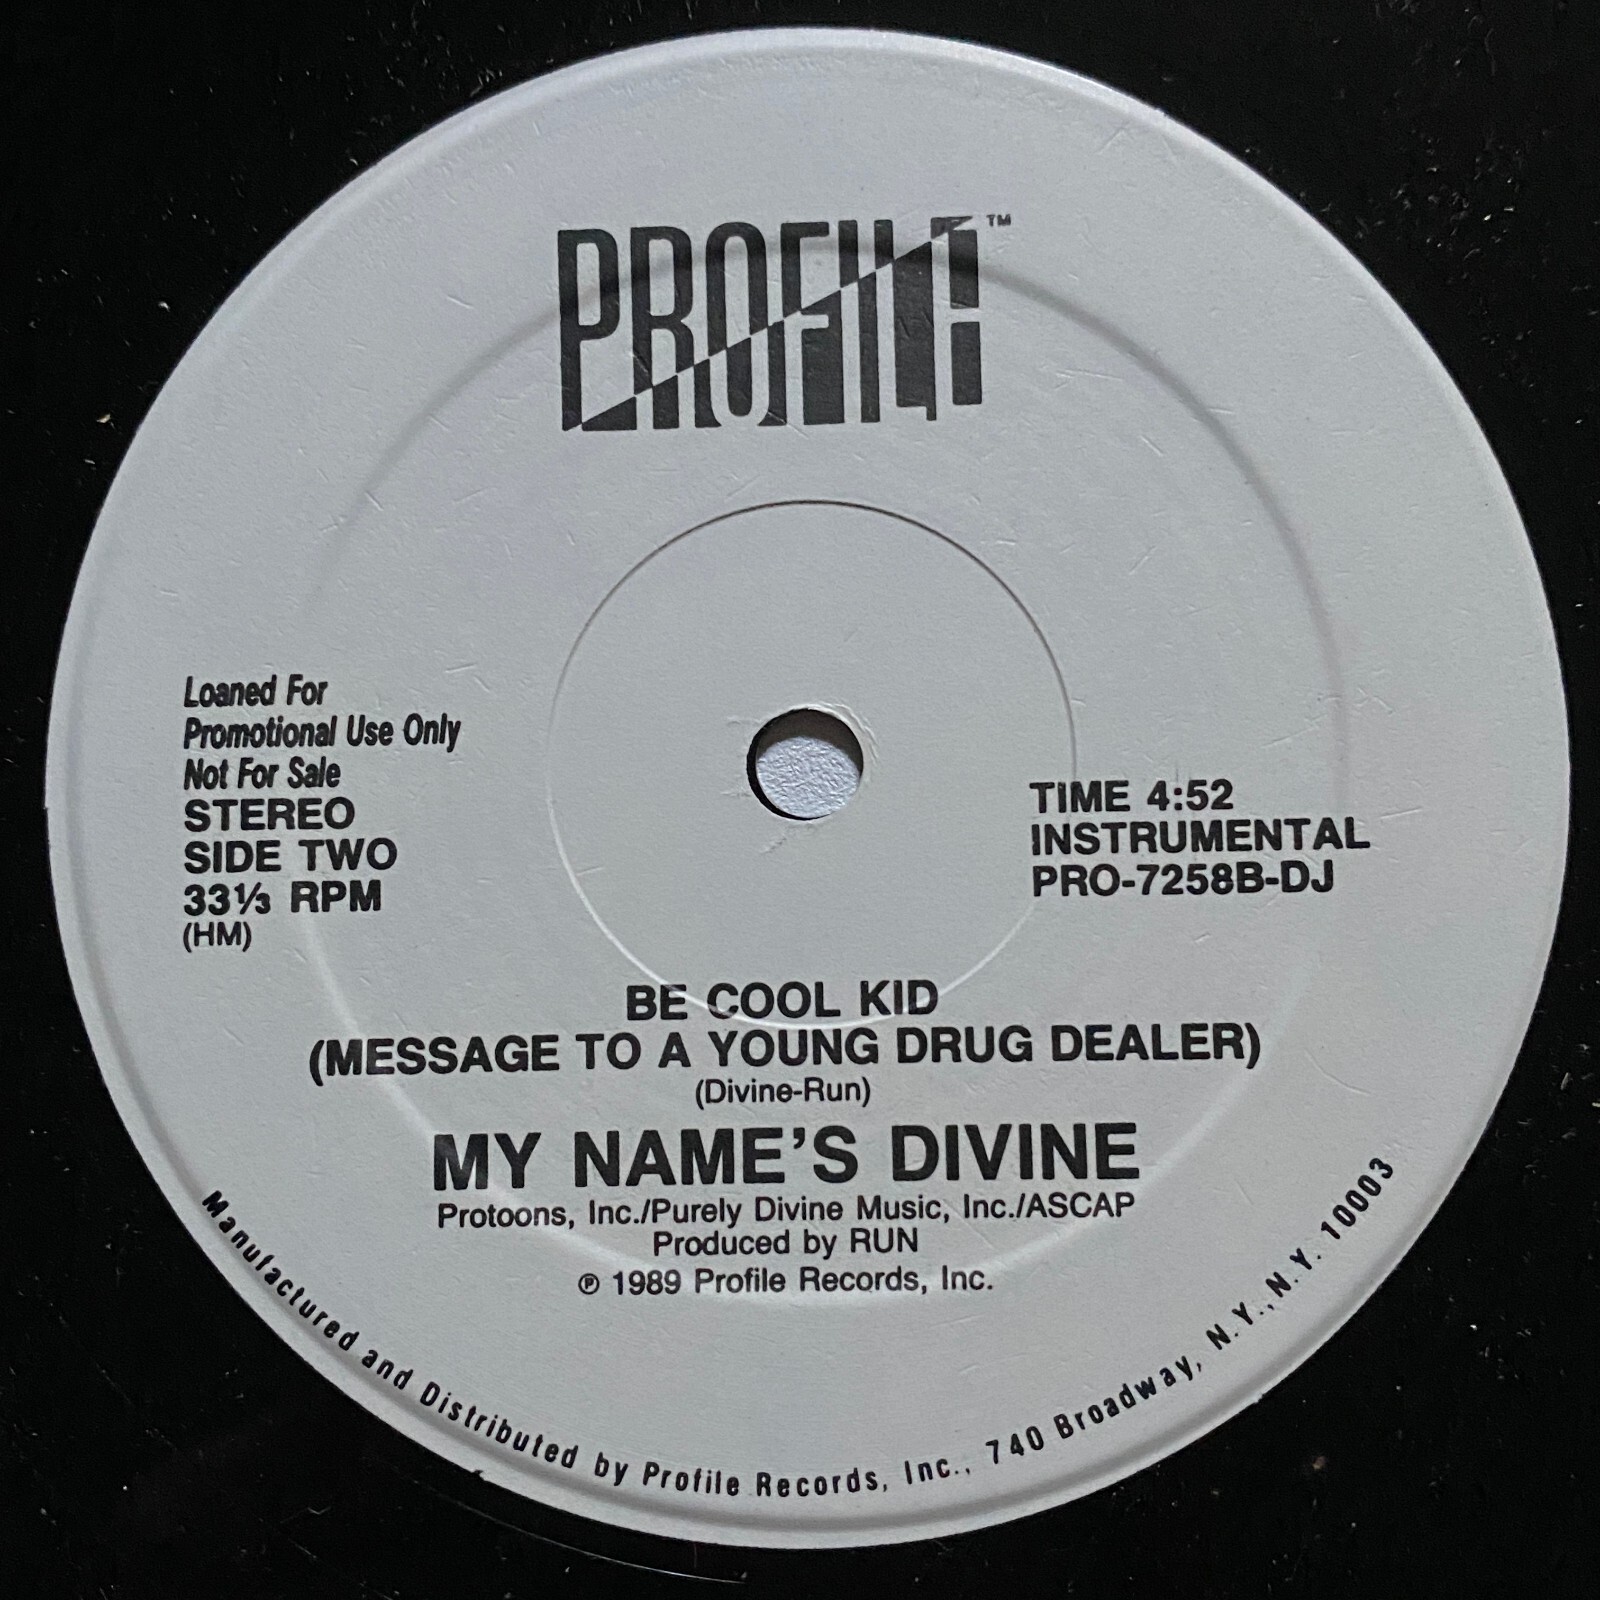 PROFILE™
Loaned For
Promotional Use Only
Not For Sale
STEREO
SIDE TWO
33⅓ RPM
(HM)
TIME 4:52
INSTRUMENTAL
PRO-7258B-DJ
BE COOL KID
(MESSAGE TO A YOUNG DRUG DEALER)
(Divine-Run)
MY NAME'S DIVINE
Protoons, Inc./Purely Divine Music, Inc./ASCAP
Produced by RUN
℗ 1989 Profile Records, Inc.
Manufactured and Distributed by Profile Records, Inc., 740 Broadway, N.Y., N.Y. 10003